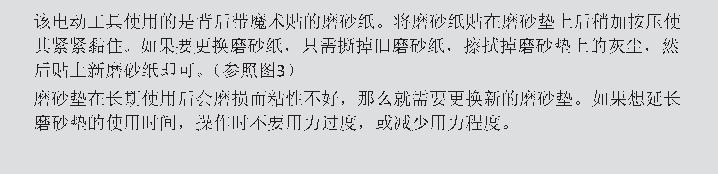 该电动工具使用的是背后带魔术贴的磨砂纸。将磨砂纸贴在磨砂垫上后稍加按压使
其紧紧黏住。如果要更换磨砂纸，只需撕掉旧磨砂纸，擦拭掉磨砂垫上的灰尘，然
后贴上新磨砂纸即可。（参照图3）
磨砂垫在长期使用后会磨损而粘性不好，那么就需要更换新的磨砂垫。如果想延长
磨砂垫的使用时间，操作时不要用力过度，或减少用力程度。